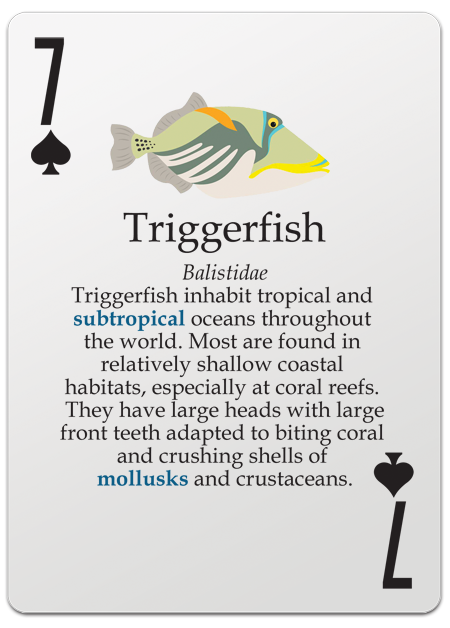 7
Triggerfish
Balistidae
Triggerfish inhabit tropical and
subtropical oceans throughout
the world. Most are found in
relatively shallow coastal
habitats, especially at coral reefs.
They have large heads with large
front teeth adapted to biting coral
and crushing shells of
mollusks and crustaceans.
7